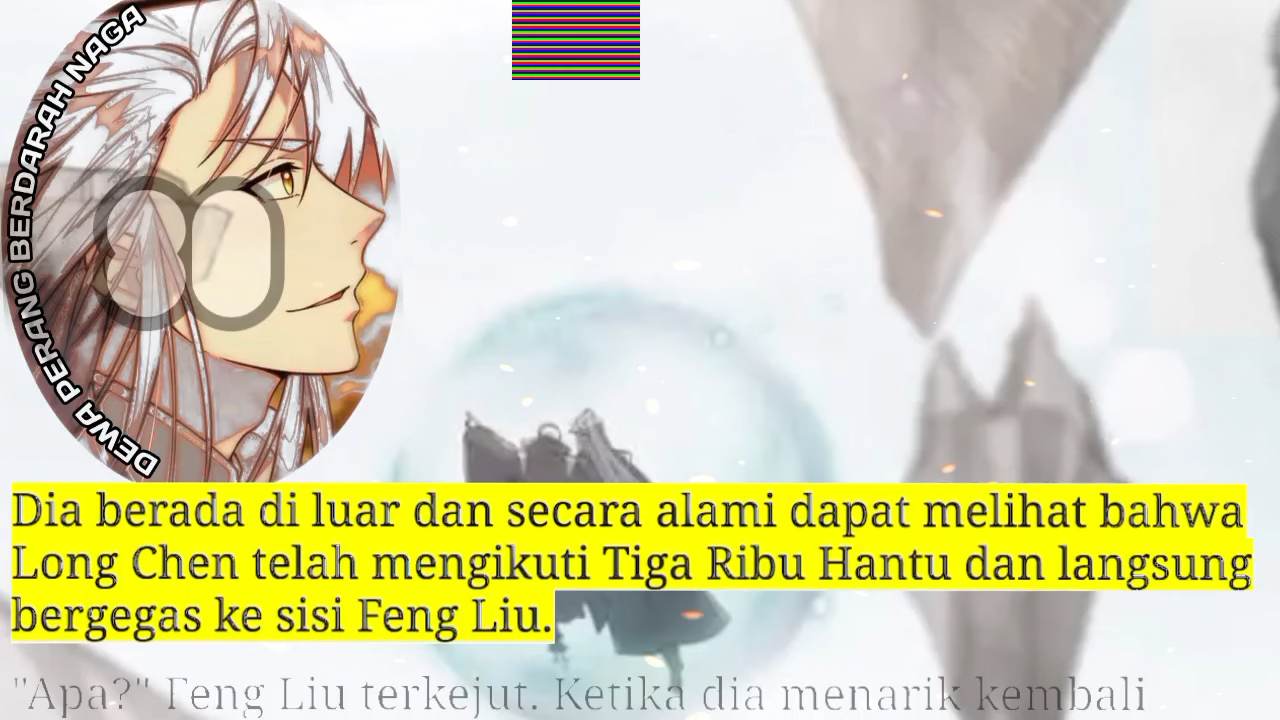 DEWA PERANG BERDARAH NAGA
Dia berada di luar dan secara alami dapat melihat bahwa
Long Chen telah mengikuti Tiga Ribu Hantu dan langsung
bergegas ke sisi Feng Liu.
"Apa?" Feng Liu terkejut. Ketika dia menarik kembali